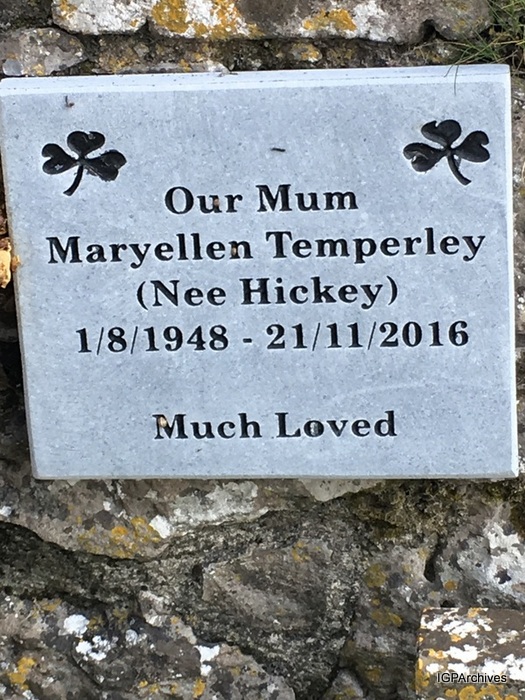 Our Mum
Maryellen Temperley
(Nee Hickey)
1/8/1948 - 21/11/2016
Much Loved
IGPArchives